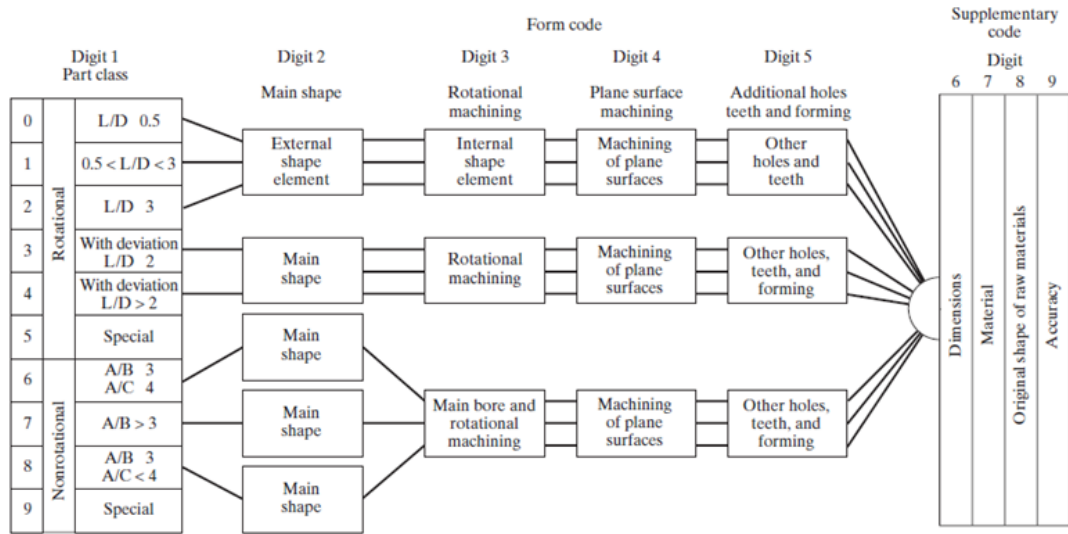 Form code
Supplementary
code
Digit 1
Part class
Digit 2
Digit 3
Digit 4
Digit 5
Digit
Main shape
Rotational
machining
Plane surface
machining
Additional holes
teeth and forming
6 7 8 9
0
L/D 0.5
1
0.5 < L/D < 3
2
L/D 3
3
With deviation
L/D 2
4
With deviation
L/D > 2
5
Special
6
A/B 3
A/C 4
7
A/B > 3
8
A/B 3
A/C < 4
9
Special
Rotational
Nonrotational
External
shape
element
Internal
shape
element
Machining
of plane
surfaces
Other
holes and
teeth
Main
shape
Rotational
machining
Machining
of plane
surfaces
Other holes,
teeth, and
forming
Main
shape
Main
shape
Main
shape
Main bore and
rotational
machining
Machining
of plane
surfaces
Other holes,
teeth, and
forming
Dimensions
Material
Original shape of raw materials
Accuracy